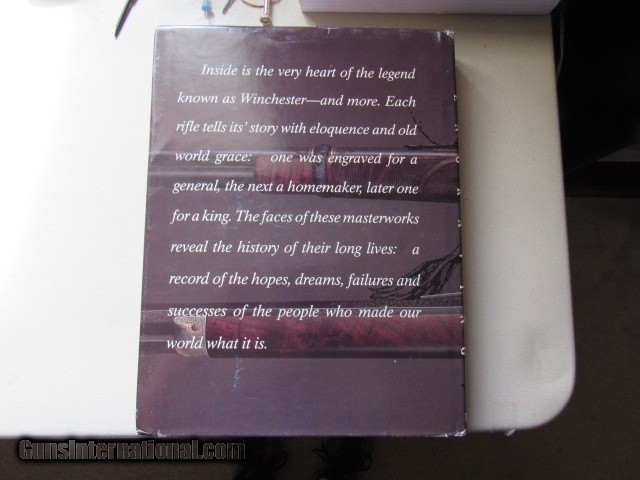 Inside is the very heart of the legend
known as Winchester—and more. Each
rifle tells its' story with eloquence and old
world grace: one was engraved for a
general, the next a homemaker, later one
for a king. The faces of these masterworks
reveal the history of their long lives: a
record of the hopes, dreams, failures and
successes of the people who made our
world what it is.
GunsInternational.com